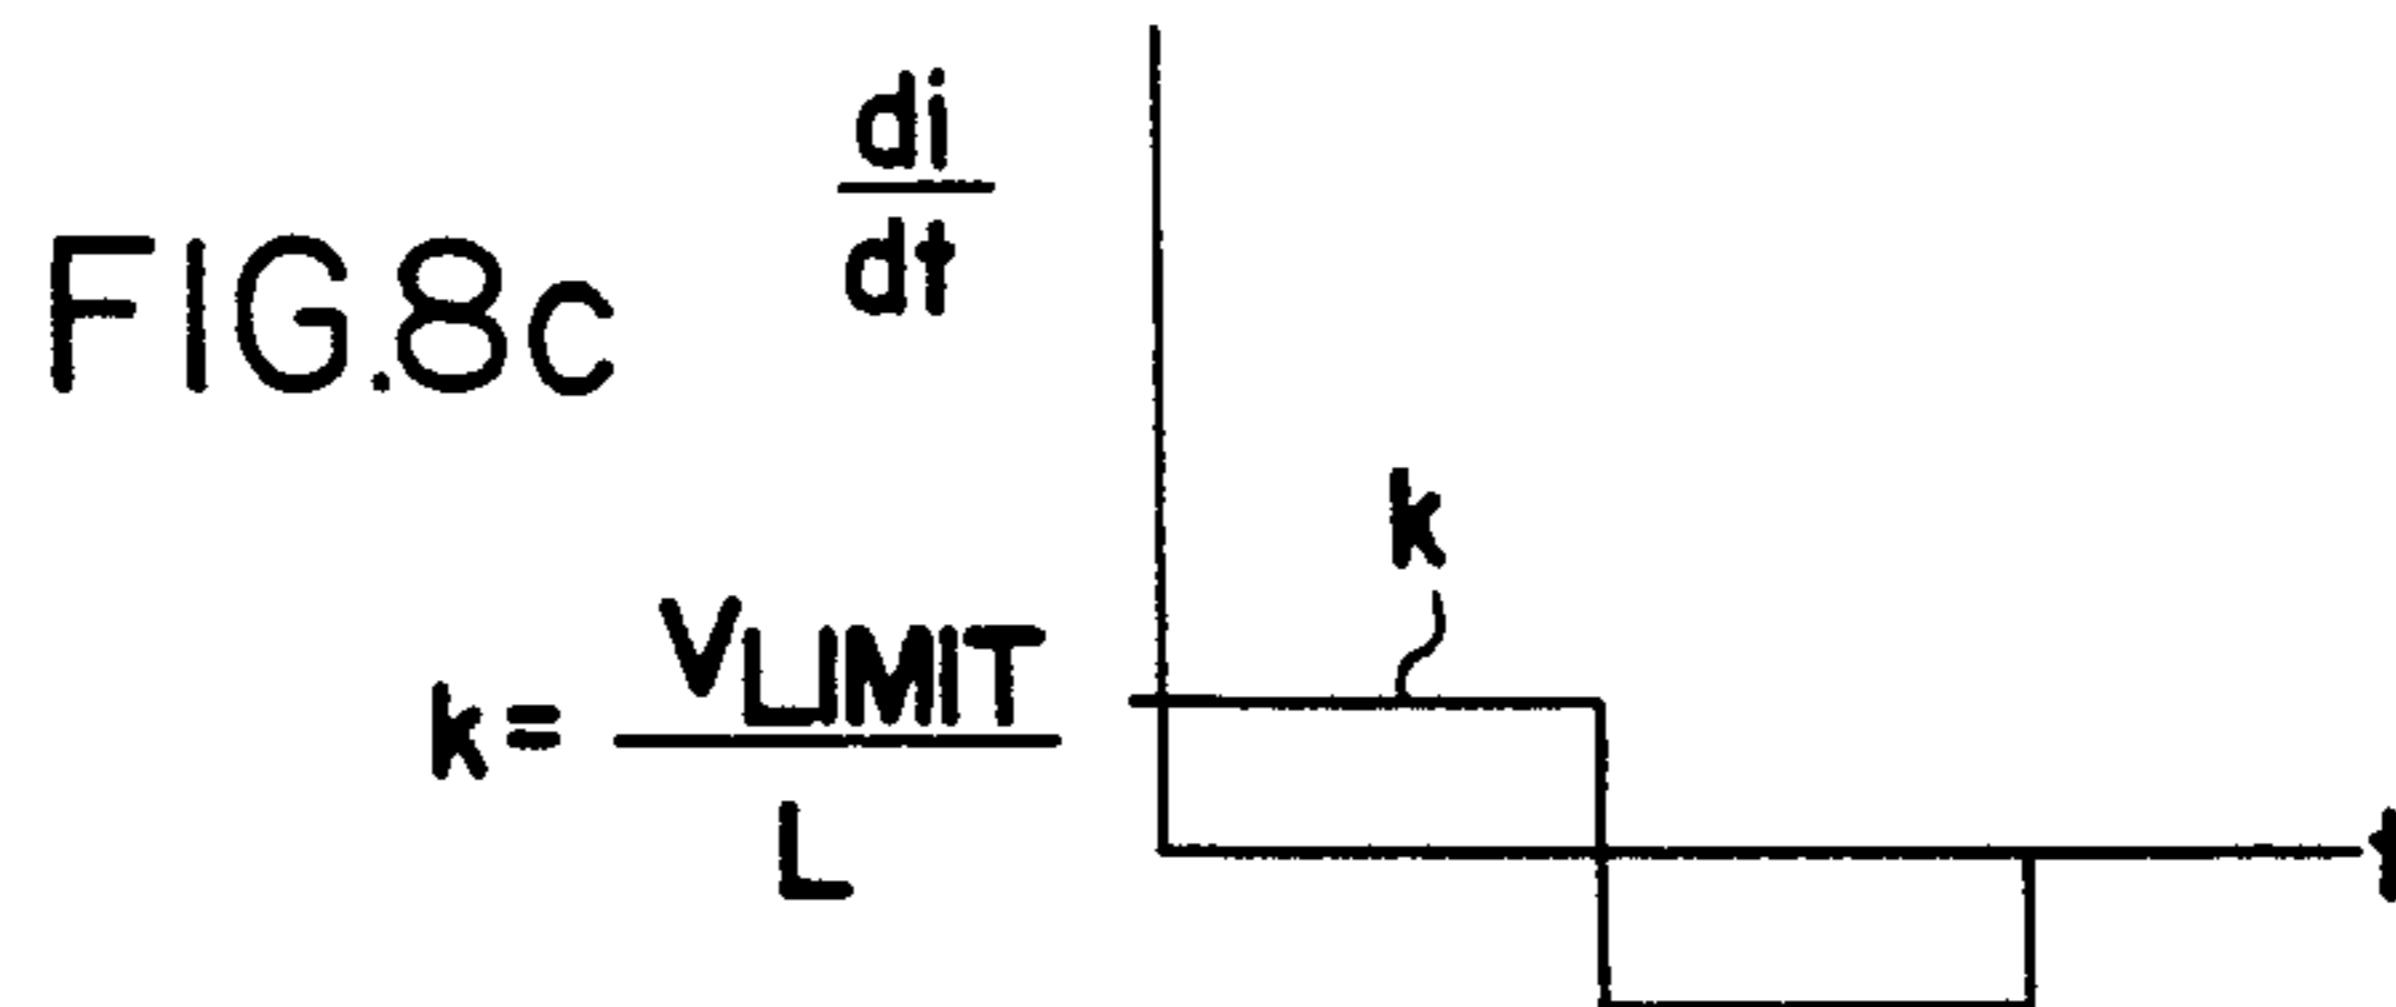 di
dt
FIG.8c
k
k= VLIMIT
L
t